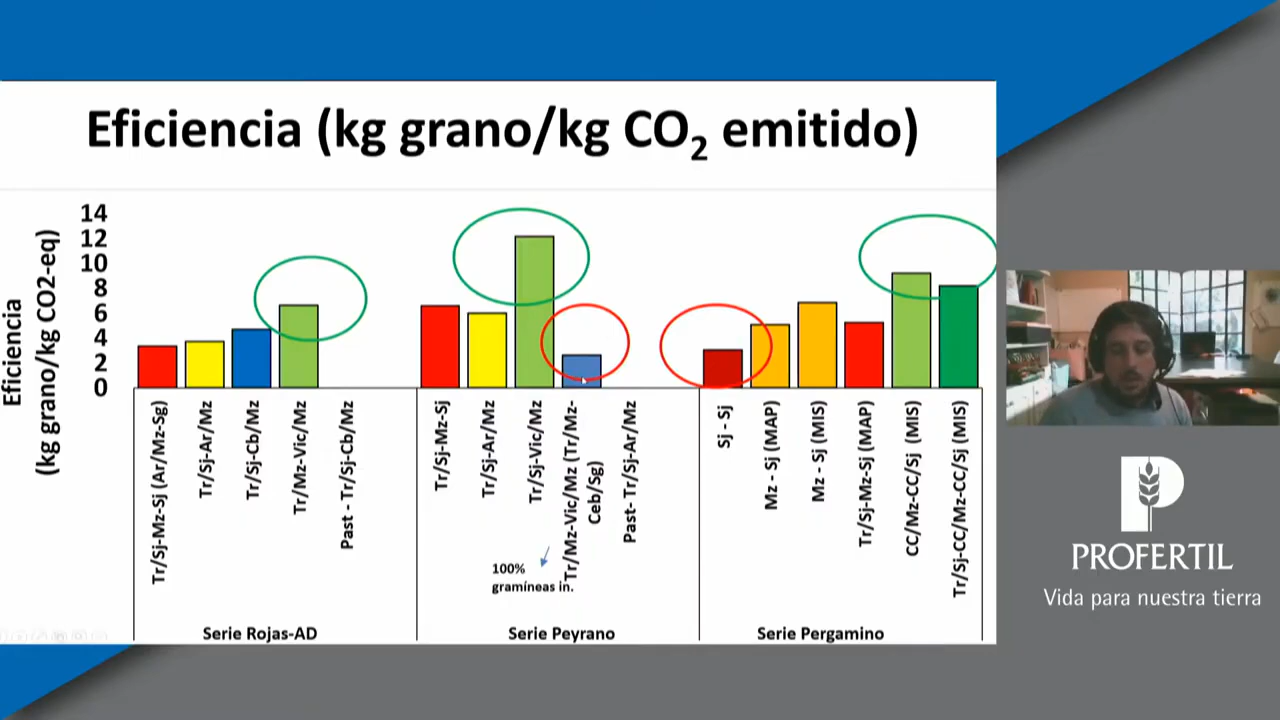 Eficiencia (kg grano/kg CO2 emitido)
Eficiencia
(kg grano/kg CO2-eq)
14
12
10
8
6
4
2
0
Tr/Sj-Mz-Sj (Ar/Mz-Sg)
Tr/Sj-Ar/Mz
Tr/Sj-Cb/Mz
Tr/Mz-Vic/Mz
Past - Tr/Sj-Cb/Mz
Tr/Sj-Mz-Sj
Tr/Sj-Ar/Mz
Tr/Sj-Vic/Mz
Tr/Mz-Vic/Mz (Tr/Mz-
Ceb/Sg)
Past- Tr/Sj-Ar/Mz
Sj - Sj
Mz - Sj (MAP)
Mz - Sj (MIS)
Tr/Sj-Mz-Sj (MAP)
CC/Mz-CC/Sj (MIS)
Tr/Sj-CC/Mz-CC/Sj (MIS)
100%
gramíneas in.
Serie Rojas-AD
Serie Peyrano
Serie Pergamino
PROFERTIL
Vida para nuestra tierra